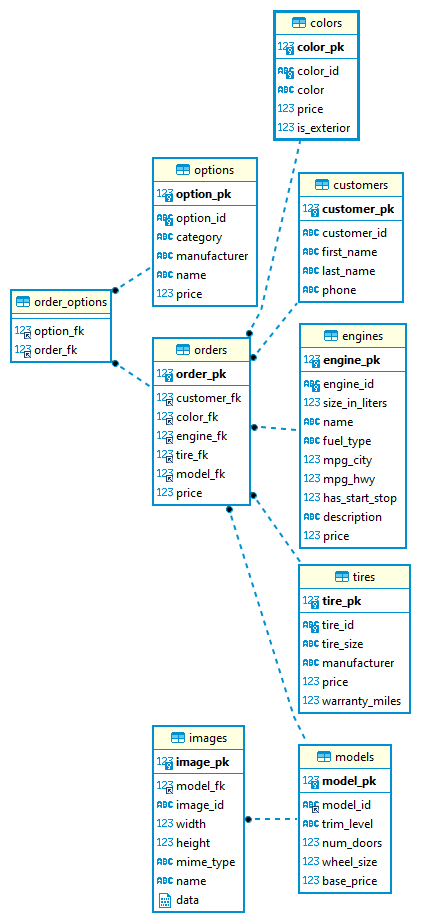 colors
123 color_pk
ABC color_id
ABC color
123 price
123 is_exterior
options
123 option_pk
ABC option_id
ABC category
ABC manufacturer
ABC name
123 price
customers
123 customer_pk
ABC customer_id
ABC first_name
ABC last_name
ABC phone
order_options
123 option_fk
123 order_fk
orders
123 order_pk
123 customer_fk
123 color_fk
123 engine_fk
123 tire_fk
123 model_fk
123 price
engines
123 engine_pk
ABC engine_id
123 size_in_liters
ABC name
ABC fuel_type
123 mpg_city
123 mpg_hwy
123 has_start_stop
ABC description
123 price
tires
123 tire_pk
ABC tire_id
ABC tire_size
ABC manufacturer
123 price
123 warranty_miles
images
123 image_pk
123 model_fk
ABC image_id
123 width
123 height
ABC mime_type
ABC name
data
models
123 model_pk
ABC model_id
ABC trim_level
123 num_doors
123 wheel_size
123 base_price